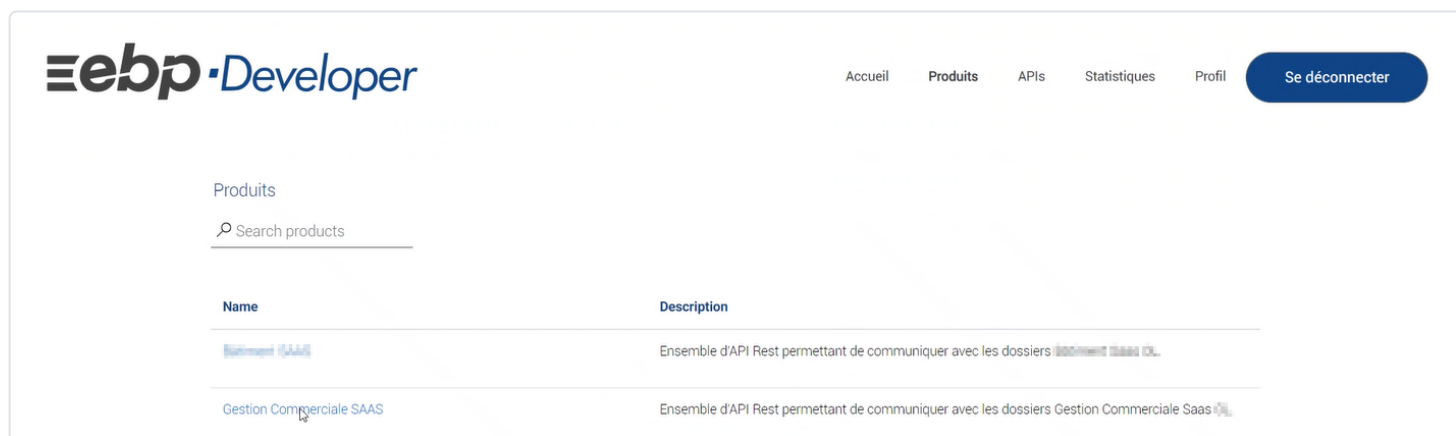 ebp Developer
Accueil Produits APIs Statistiques Profil Se déconnecter
Produits
Search products
Name Description
Ensemble d'API Rest permettant de communiquer avec les dossiers
Gestion Commerciale SAAS Ensemble d'API Rest permettant de communiquer avec les dossiers Gestion Commerciale Saas